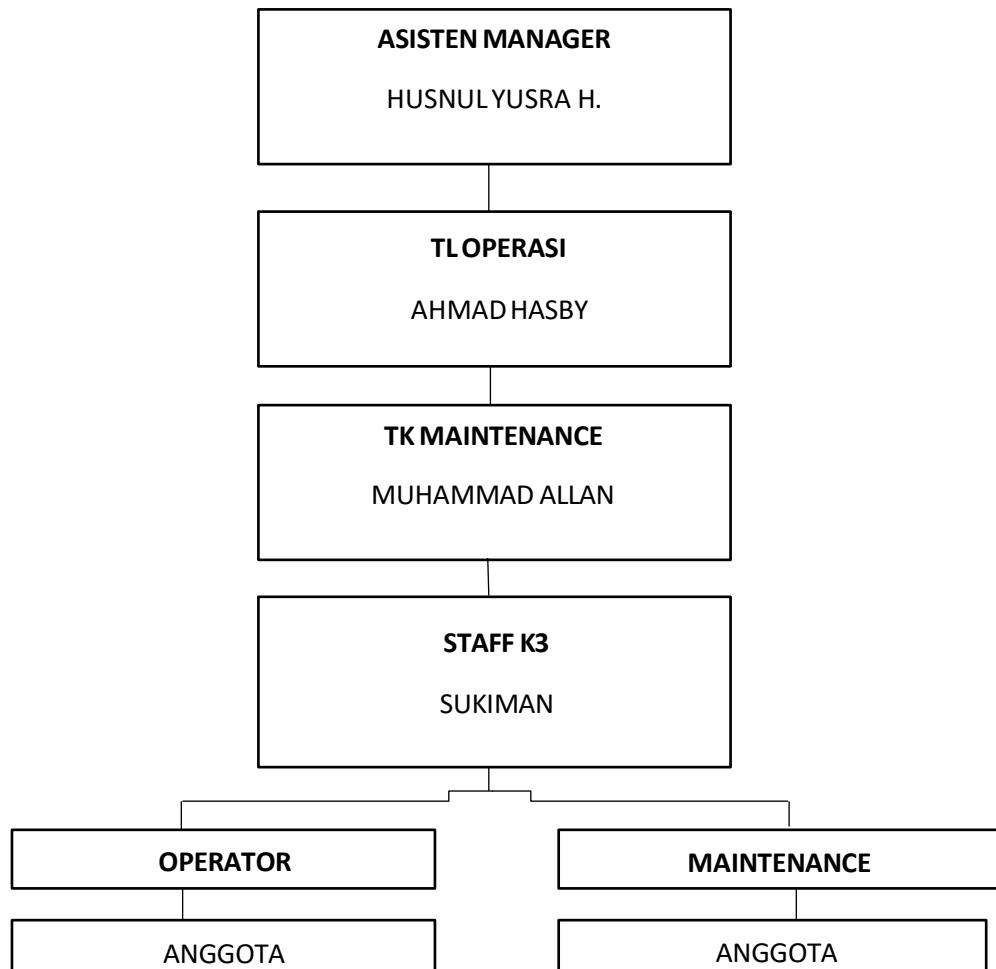 ASISTEN MANAGER
HUSNUL YUSRA H.
TL OPERASI
AHMAD HASBY
TK MAINTENANCE
MUHAMMAD ALLAN
STAFF K3
SUKIMAN
OPERATOR
MAINTENANCE
ANGGOTA
ANGGOTA